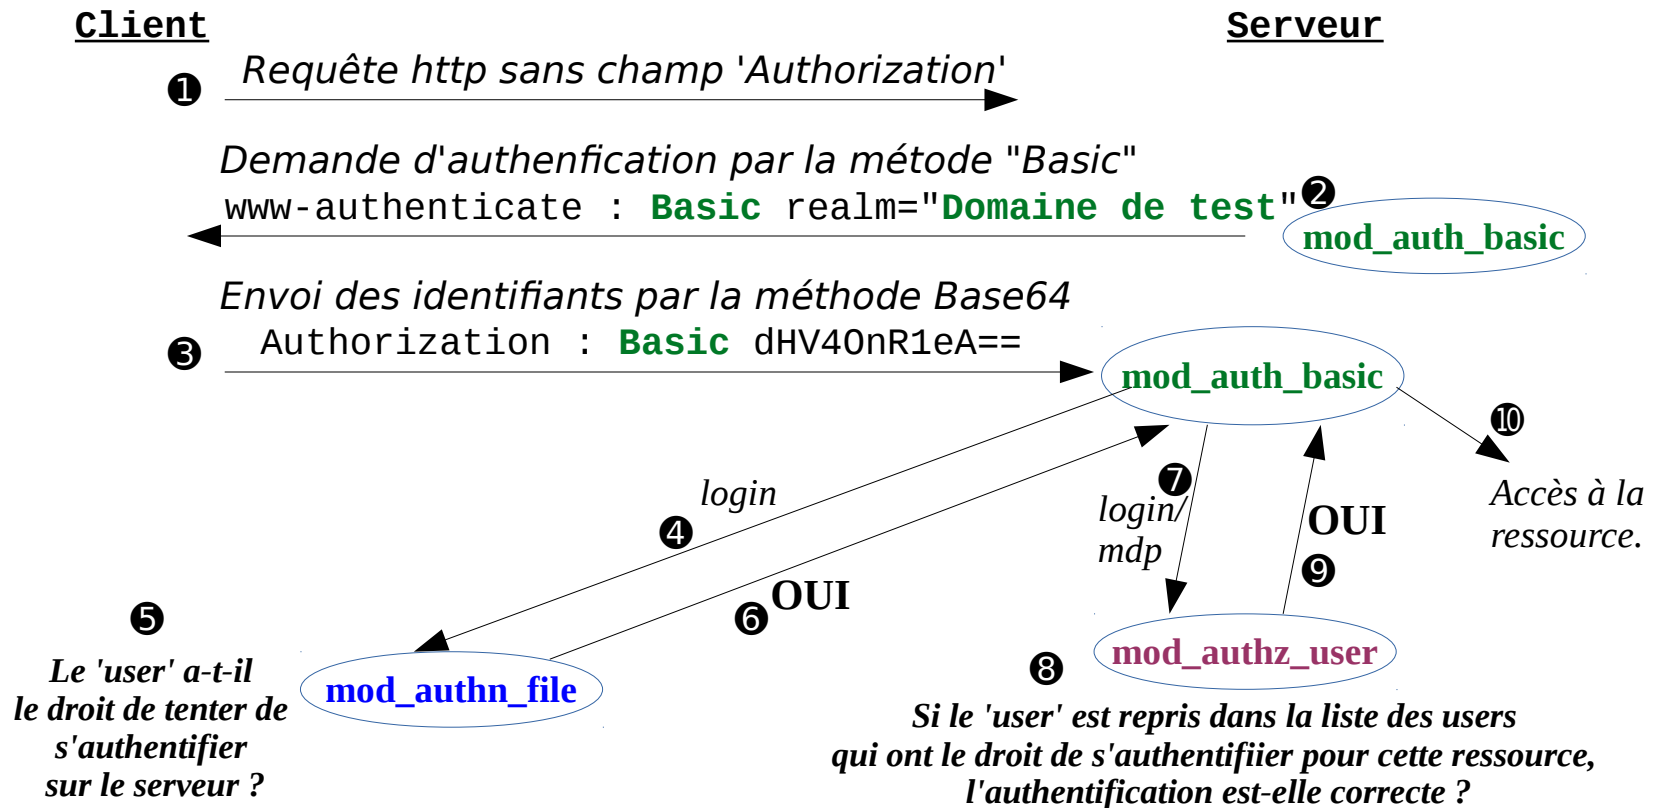 Client
Serveur
❶
Requête http sans champ 'Authorization'
Demande d'authenfication par la métode "Basic"
www-authenticate : Basic realm="Domaine de test"
❷
mod_auth_basic
Envoi des identifiants par la méthode Base64
❸
Authorization : Basic dHV4OnR1eA==
mod_auth_basic
❿
Accès à la
ressource.
login
❹
❼
login/
mdp
OUI
❾
OUI
❻
❺
Le 'user' a-t-il
le droit de tenter de
s'authentifier
sur le serveur ?
mod_authn_file
mod_authz_user
❽
Si le 'user' est repris dans la liste des users
qui ont le droit de s'authentifiier pour cette ressource,
l'authentification est-elle correcte ?